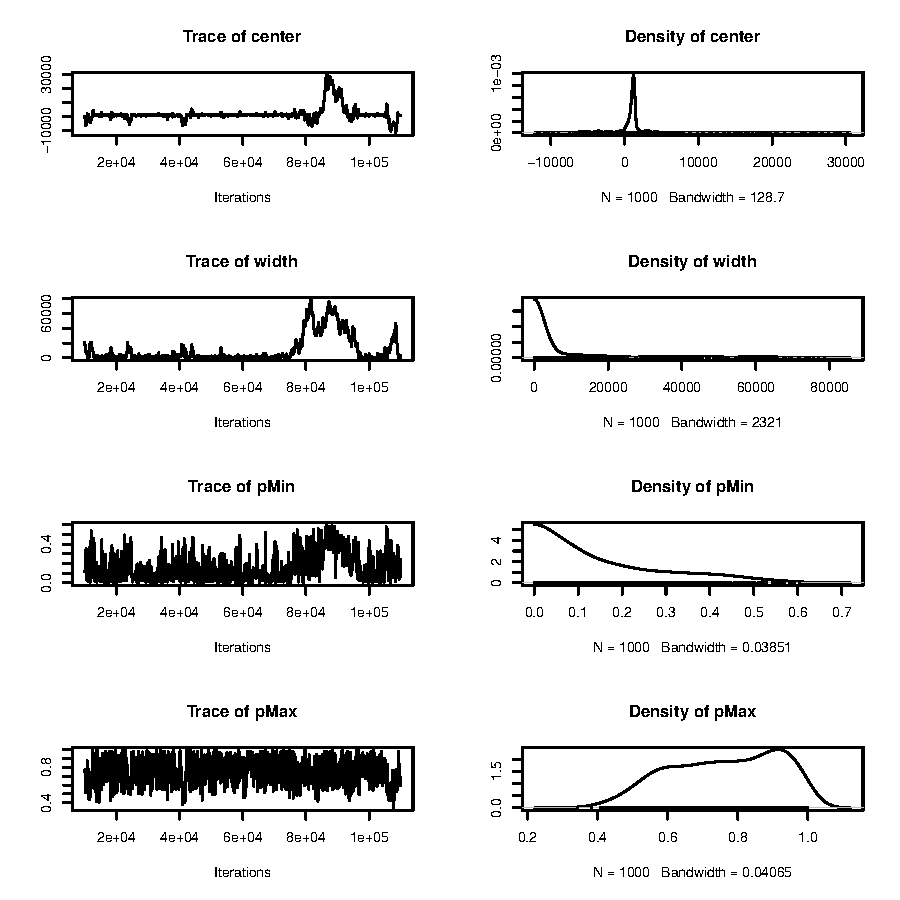 Trace of center
Density of center
−10000 30000
2e+04 4e+04 6e+04 8e+04 1e+05
Iterations
0e+00 1e−03
−10000 0 10000 20000 30000
N = 1000 Bandwidth = 128.7
Trace of width
Density of width
0 60000
2e+04 4e+04 6e+04 8e+04 1e+05
Iterations
0.00000
0 20000 40000 60000 80000
N = 1000 Bandwidth = 2321
Trace of pMin
Density of pMin
0.0 0.4
2e+04 4e+04 6e+04 8e+04 1e+05
Iterations
0 2 4
0.0 0.1 0.2 0.3 0.4 0.5 0.6 0.7
N = 1000 Bandwidth = 0.03851
Trace of pMax
Density of pMax
0.4 0.8
2e+04 4e+04 6e+04 8e+04 1e+05
Iterations
0.0 1.5
0.2 0.4 0.6 0.8 1.0
N = 1000 Bandwidth = 0.04065